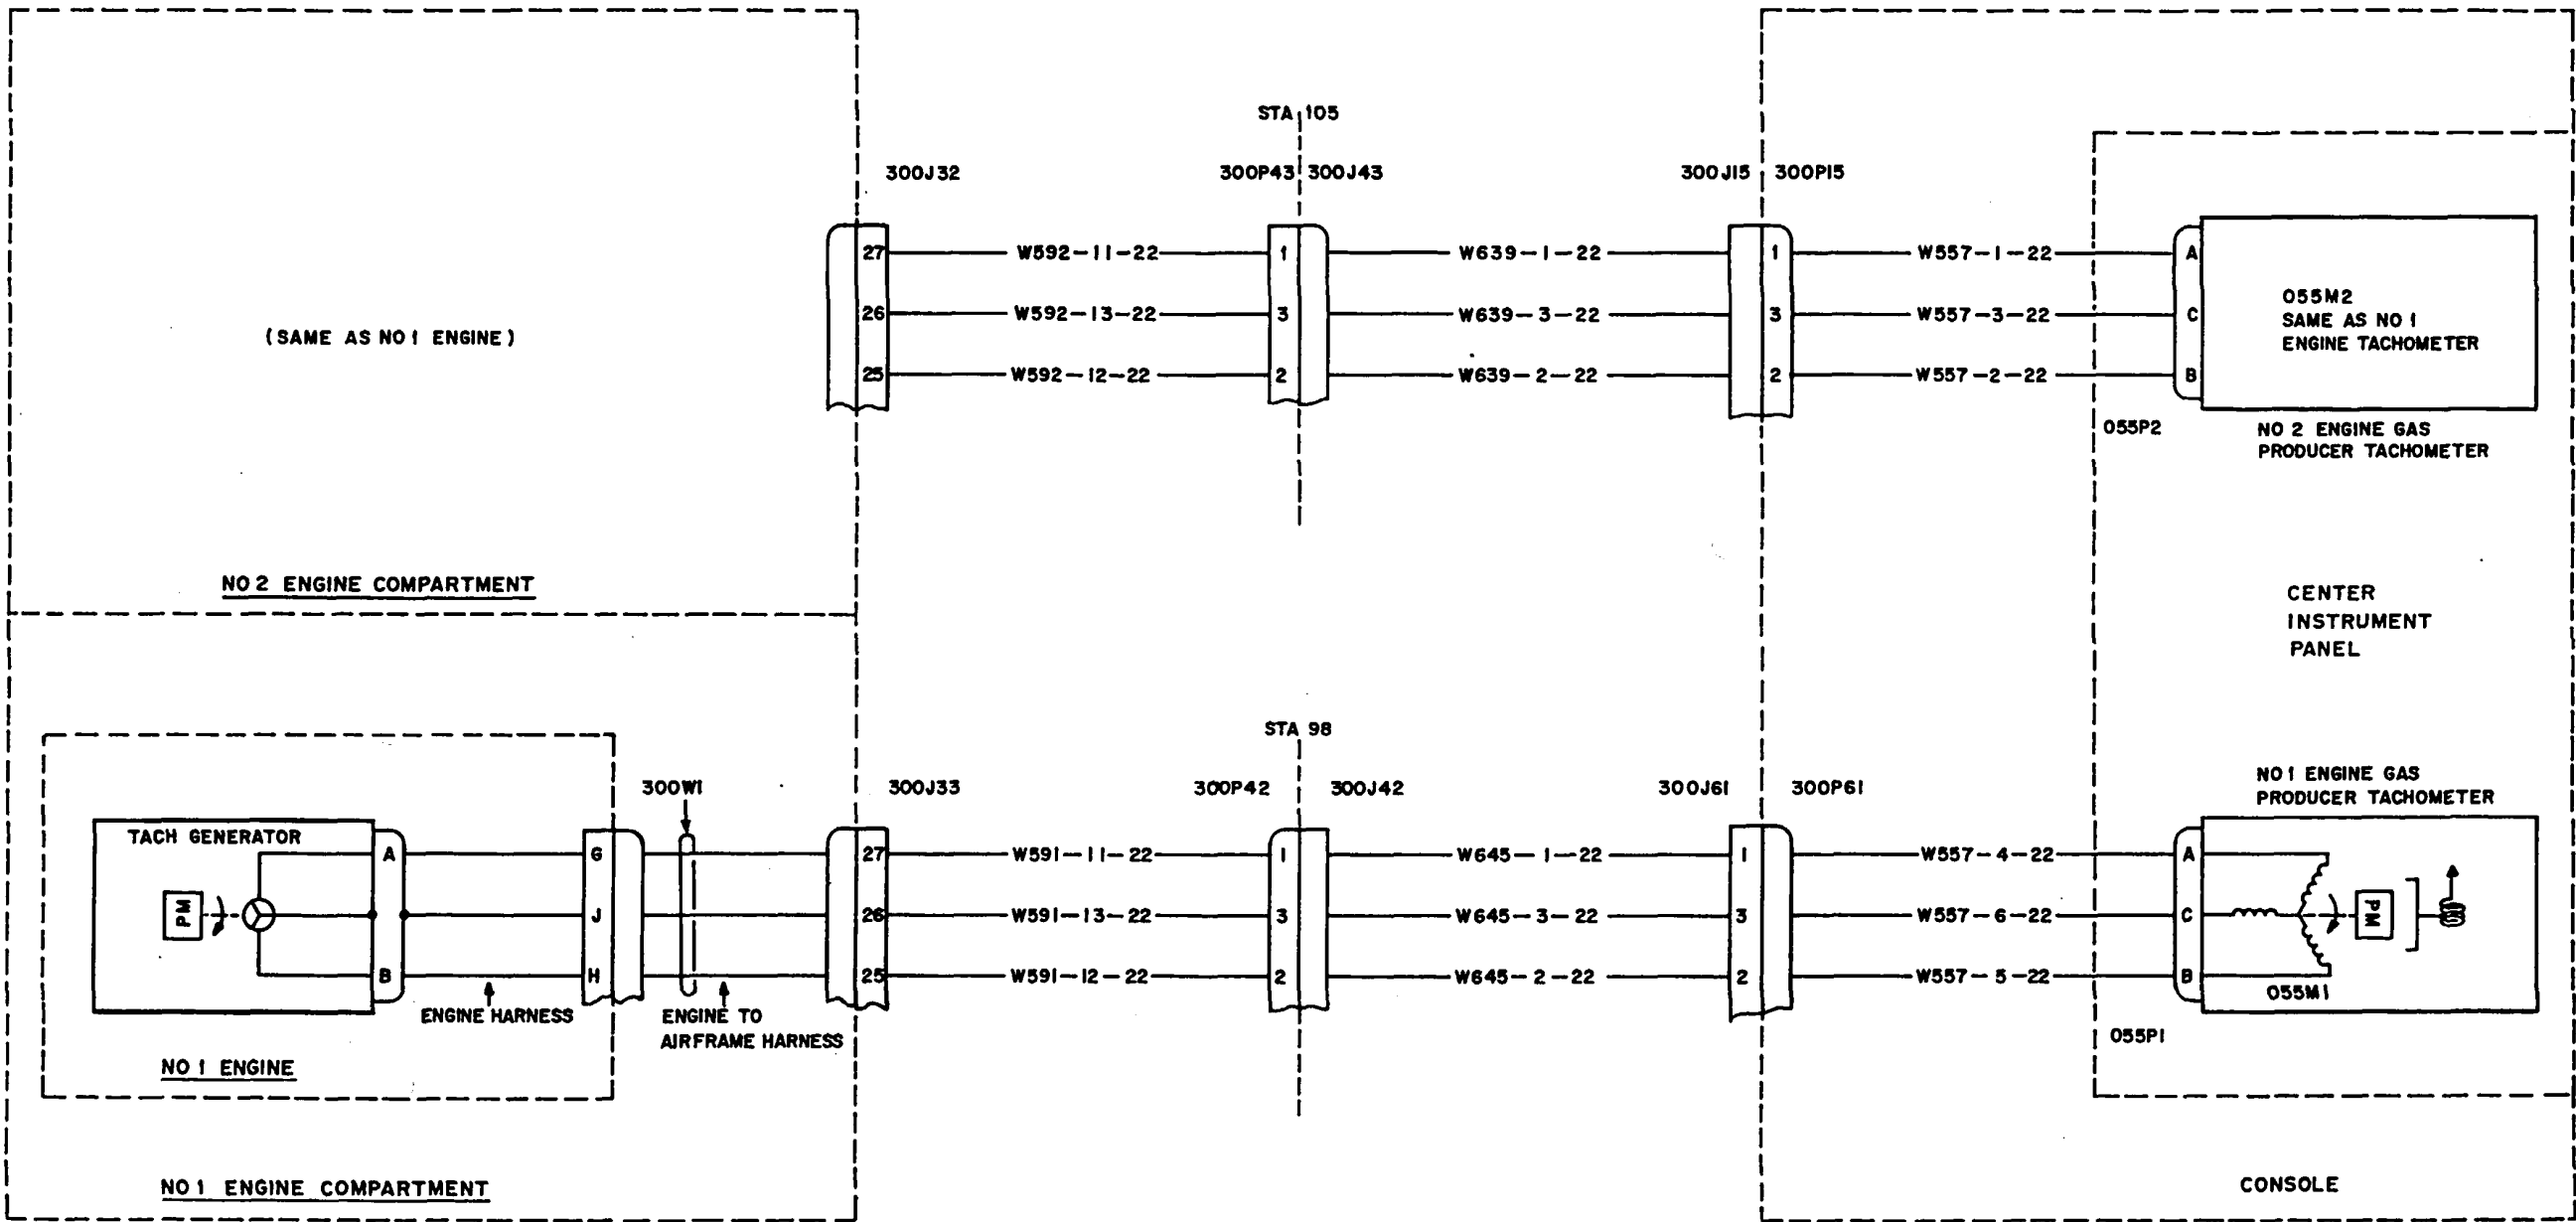 STA 105
300J32
300P43 300J43
300J15 300P15
27 W592-11-22 1 W639-1-22 1 W557-1-22 A
26 W592-13-22 3 W639-3-22 3 W557-3-22 C
25 W592-12-22 2 W639-2-22 2 W557-2-22 B
055M2
SAME AS NO 1
ENGINE TACHOMETER
(SAME AS NO 1 ENGINE)
055P2
NO 2 ENGINE GAS
PRODUCER TACHOMETER
NO 2 ENGINE COMPARTMENT
CENTER
INSTRUMENT
PANEL
STA 98
300W1
300J33
300P42 300J42
300J61 300P61
NO 1 ENGINE GAS
PRODUCER TACHOMETER
TACH GENERATOR
A G 27 W591-11-22 1 W645-1-22 1 W557-4-22 A
PM J 26 W591-13-22 3 W645-3-22 3 W557-6-22 C PM
B H 25 W591-12-22 2 W645-2-22 2 W557-5-22 B
055M1
ENGINE HARNESS
ENGINE TO
AIRFRAME HARNESS
055P1
NO 1 ENGINE
NO 1 ENGINE COMPARTMENT
CONSOLE